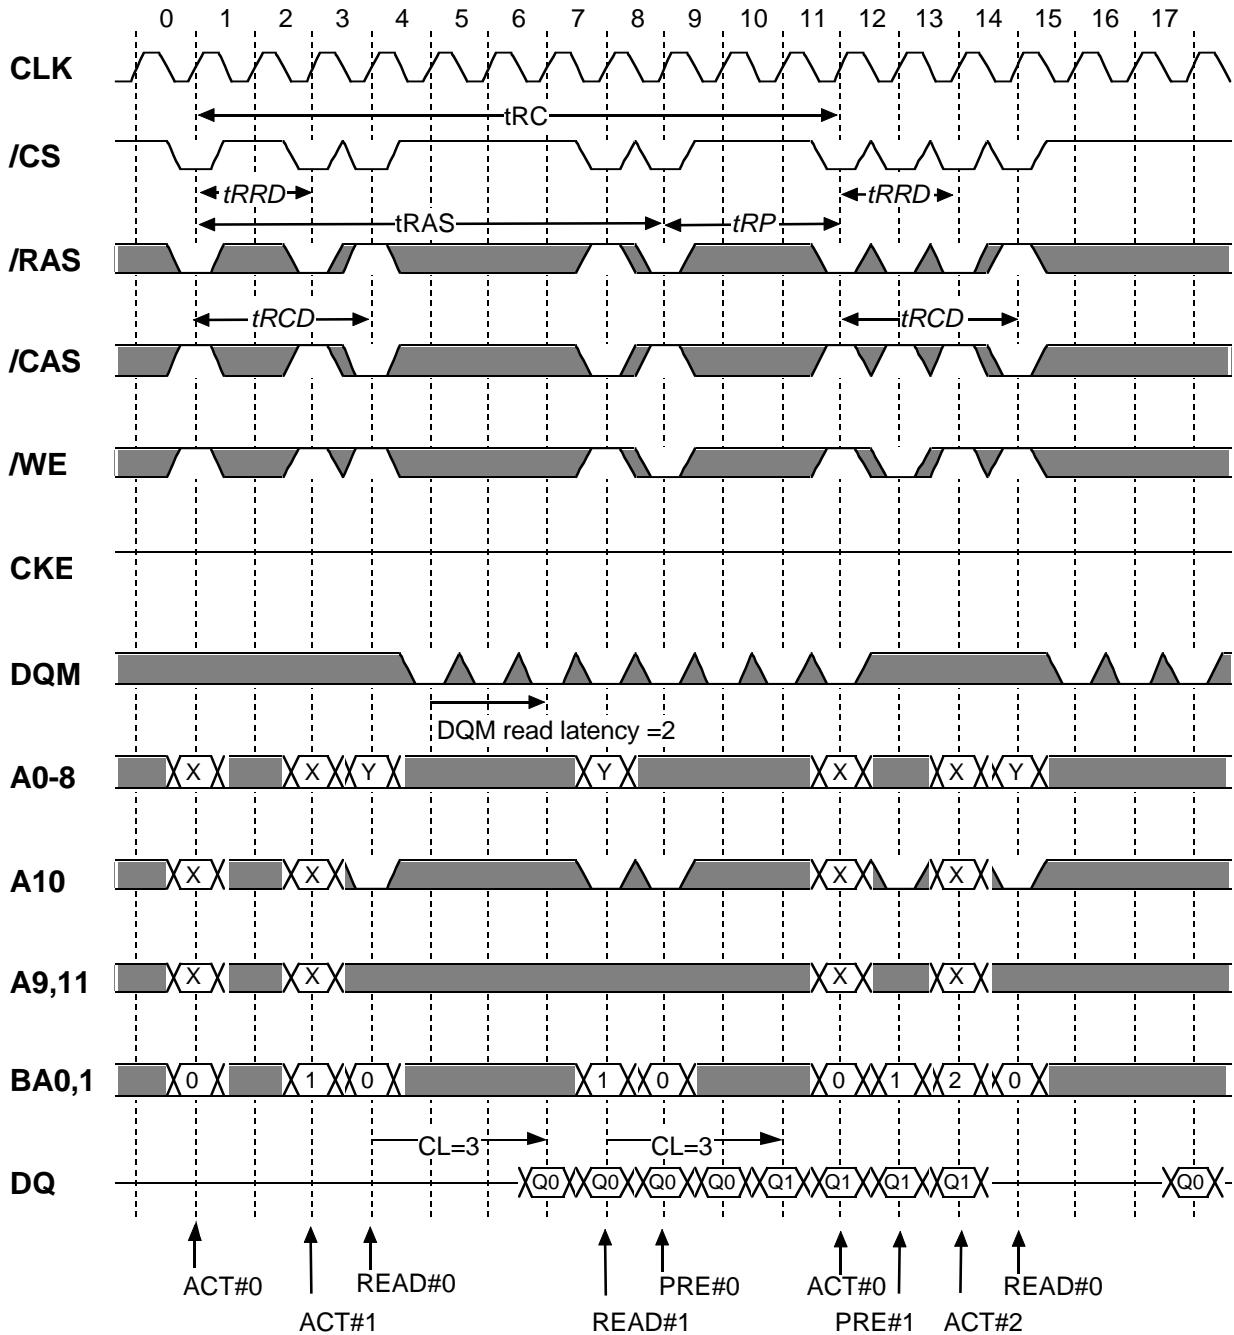 0 1 2 3 4 5 6 7 8 9 10 11 12 13 14 15 16 17
CLK
tRC
/CS
tRRD tRRD
tRAS tRP
/RAS
tRCD tRCD
/CAS
/WE
CKE
DQM
DQM read latency =2
A0-8 X X Y Y X X Y
A10 X X X X
A9,11 X X X X
BA0,1 0 1 0 1 0 0 1 2 0
CL=3 CL=3
DQ Q0 Q0 Q0 Q0 Q1 Q1 Q1 Q1 Q0
ACT#0 READ#0 PRE#0 ACT#0 READ#0
ACT#1 READ#1 PRE#1 ACT#2